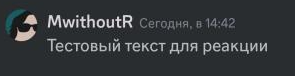 MwithoutR Сегодня, в 14:42
Тестовый текст для реакции